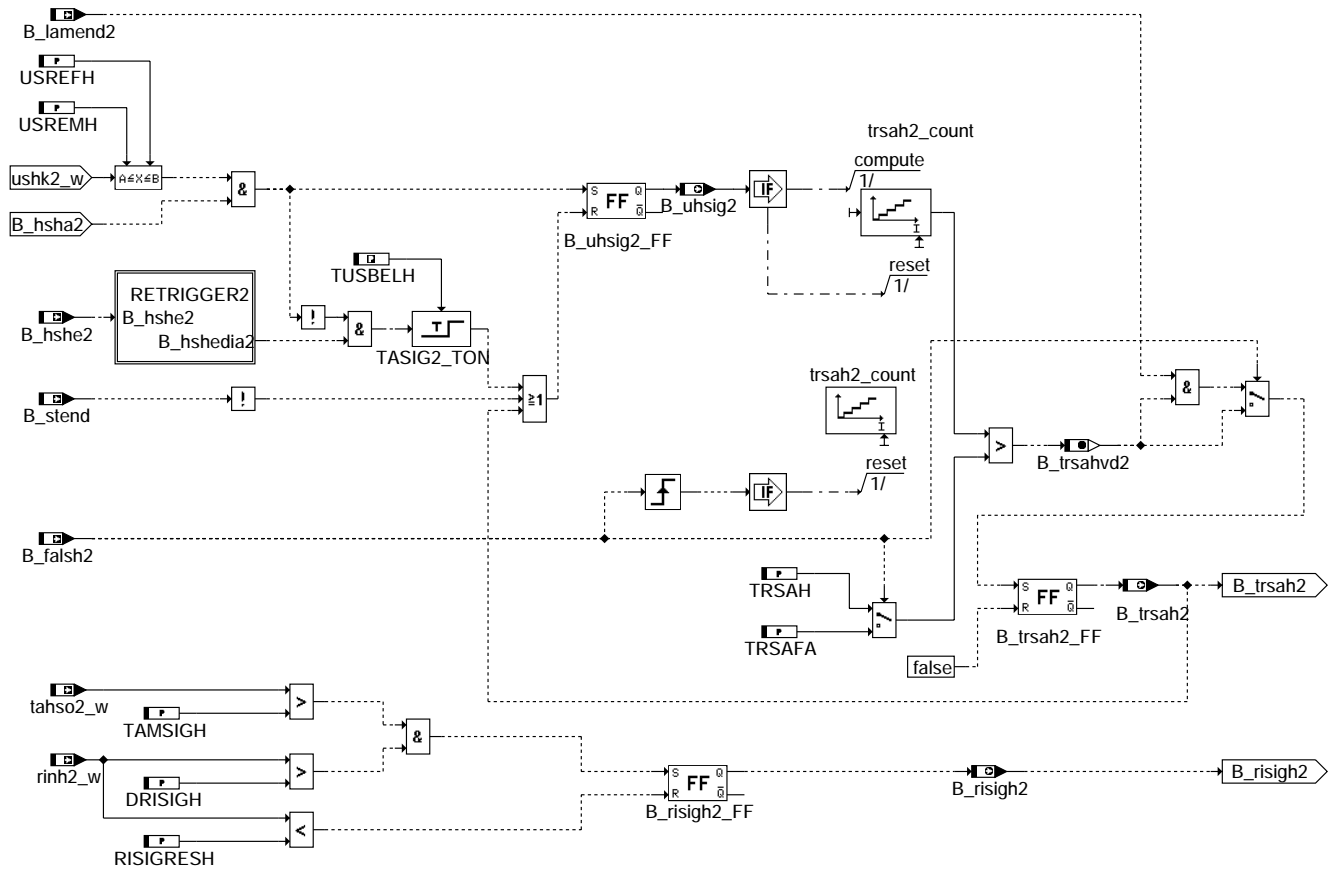 B_lamend2
P
USREFH
P
USREMH
ushk2_w
A≤X≤B
&
B_hsha2
S Q
FF
R Q̅
B_uhsig2_FF
B_uhsig2
IF
trsah2_count
compute
1/
I
reset
1/
P
TUSBELH
RETRIGGER2
B_hshe2
B_hshedia2
B_hshe2
!
&
T
TASIG2_TON
B_stend
!
≧1
trsah2_count
I
reset
1/
IF
>
B_trsahvd2
&
B_falsh2
P
TRSAH
P
TRSAFA
S Q
FF
R Q̅
B_trsah2_FF
B_trsah2
B_trsah2
false
tahso2_w
P
TAMSIGH
>
&
rinh2_w
P
DRISIGH
>
P
RISIGRESH
<
S Q
FF
R Q̅
B_risigh2_FF
B_risigh2
B_risigh2